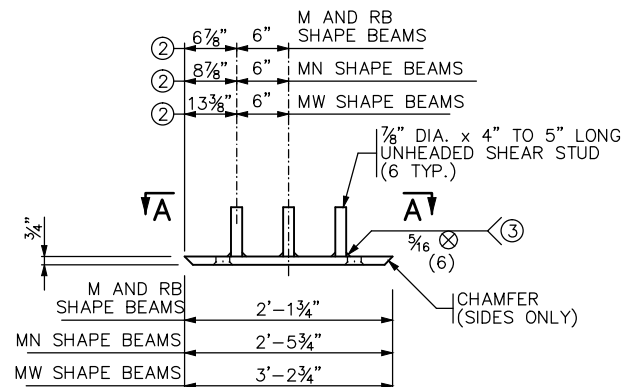 M AND RB
SHAPE BEAMS
② 6⅞" 6"
② 8⅞" 6" MN SHAPE BEAMS
② 13⅜" 6" MW SHAPE BEAMS
⅞" DIA. x 4" TO 5" LONG
UNHEADED SHEAR STUD
(6 TYP.)
A A
¾"
5⁄16 ③
(6)
M AND RB
SHAPE BEAMS
2'-1¾"
CHAMFER
(SIDES ONLY)
MN SHAPE BEAMS 2'-5¾"
MW SHAPE BEAMS 3'-2¾"